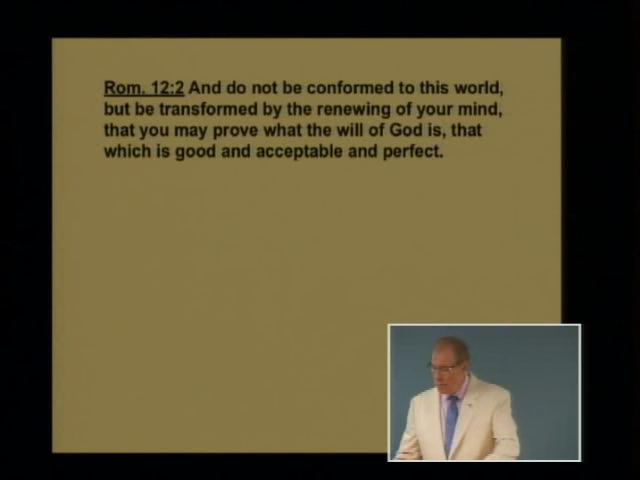 Rom. 12:2 And do not be conformed to this world,
but be transformed by the renewing of your mind,
that you may prove what the will of God is, that
which is good and acceptable and perfect.